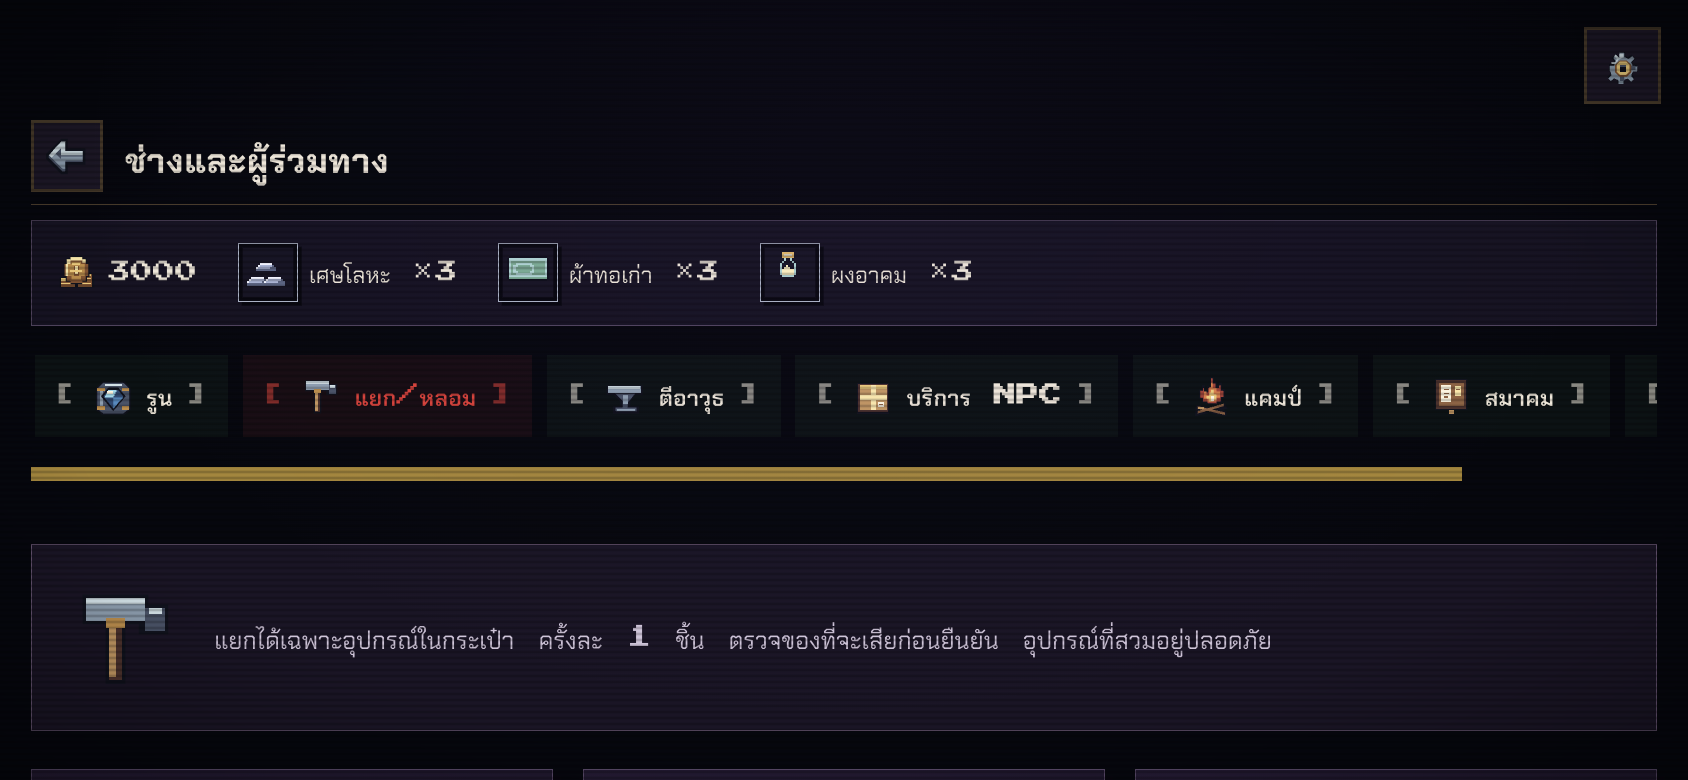 ช่างและผู้ร่วมทาง
3000 เศษโลหะ ×3 ผ้าทอเก่า ×3 ผงอาคม ×3
[ รูน ] [ แยก/หลอม ] [ ตีอาวุธ ] [ บริการ NPC ] [ แคมป์ ] [ สมาคม ] [
แยกได้เฉพาะอุปกรณ์ในกระเป๋า ครั้งละ 1 ชิ้น ตรวจของที่จะเสียก่อนยืนยัน อุปกรณ์ที่สวมอยู่ปลอดภัย